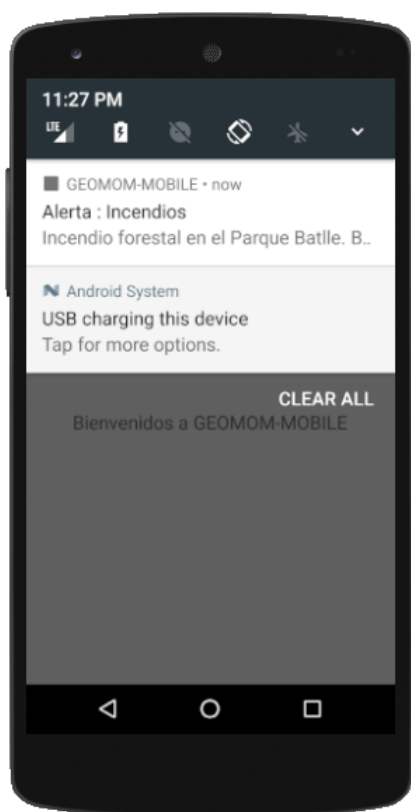 11:27 PM
LTE
GEOMOM-MOBILE • now
Alerta : Incendios
Incendio forestal en el Parque Batlle. B..
N Android System
USB charging this device
Tap for more options.
CLEAR ALL
Bienvenidos a GEOMOM-MOBILE